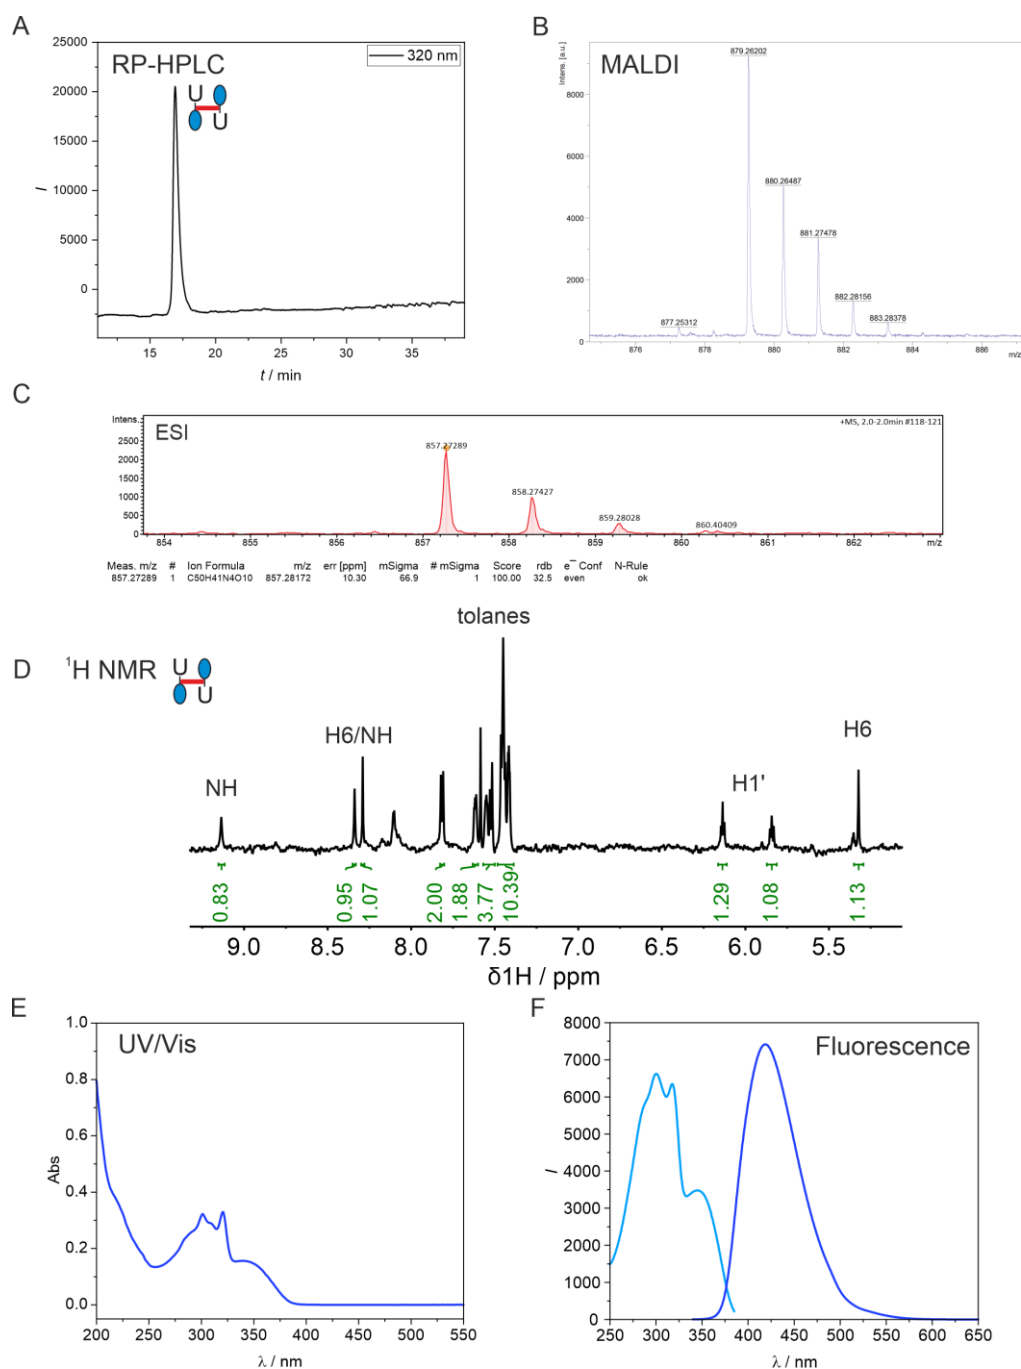 A
RP-HPLC
320 nm
U
U
25000
20000
15000
10000
5000
0
I
15 20 25 30 35
t / min
B
MALDI
Intens. [a.u.]
8000
6000
4000
2000
0
879.26202
880.26487
881.27478
882.28156
883.28378
877.25312
876 878 880 882 884 886
m/z
C
Intens.
ESI
+MS, 2.0-2.0min #118-121
2500
2000
1500
1000
500
0
857.27289
858.27427
859.28028
860.40409
854 855 856 857 858 859 860 861 862 m/z
Meas. m/z # Ion Formula m/z err [ppm] mSigma # mSigma Score rdb e⁻ Conf N-Rule
857.27289 1 C50H41N4O10 857.28172 10.30 66.9 1 100.00 32.5 even ok
D
¹H NMR
U
U
tolanes
NH
H6/NH
H1'
H6
0.83 0.95 1.07 2.00 1.88 3.77 10.39 1.29 1.08 1.13
9.0 8.5 8.0 7.5 7.0 6.5 6.0 5.5
δ1H / ppm
E
UV/Vis
1.0
0.8
0.6
0.4
0.2
0.0
Abs
200 250 300 350 400 450 500 550
λ / nm
F
Fluorescence
8000
7000
6000
5000
4000
3000
2000
1000
0
I
250 300 350 400 450 500 550 600 650
λ / nm